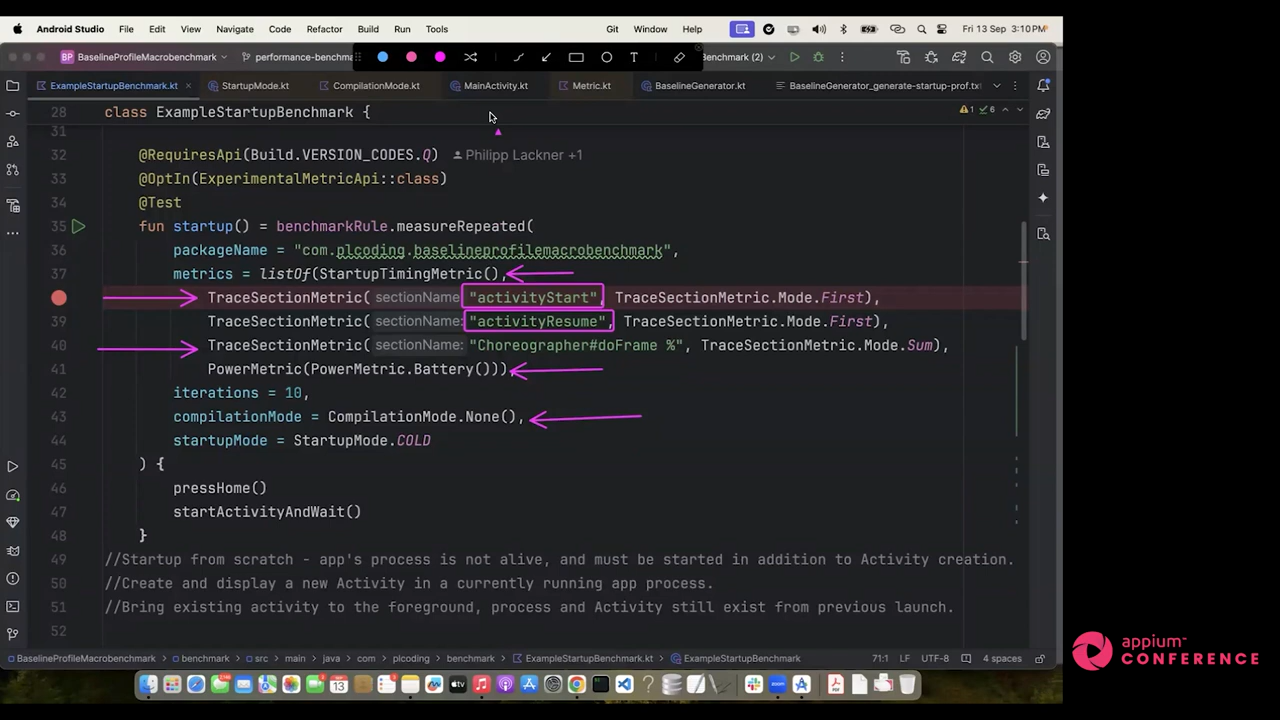 Android Studio File Edit View Navigate Code Refactor Build Run Tools Git Window Help Fri 13 Sep 3:10 PM
BP BaselineProfileMacrobenchmark performance-benchma T enchmark (2)
ExampleStartupBenchmark.kt StartupMode.kt CompilationMode.kt MainActivity.kt Metric.kt BaselineGenerator.kt BaselineGenerator_generate-startup-prof.txt
28 class ExampleStartupBenchmark { 1 6
31
32 @RequiresApi(Build.VERSION_CODES.Q) Philipp Lackner +1
33 @OptIn(ExperimentalMetricApi::class)
34 @Test
35 fun startup() = benchmarkRule.measureRepeated(
36 packageName = "com.plcoding.baselineprofilemacrobenchmark",
37 metrics = listOf(StartupTimingMetric(),
TraceSectionMetric( sectionName: "activityStart", TraceSectionMetric.Mode.First),
39 TraceSectionMetric( sectionName: "activityResume", TraceSectionMetric.Mode.First),
40 TraceSectionMetric( sectionName: "Choreographer#doFrame %", TraceSectionMetric.Mode.Sum),
41 PowerMetric(PowerMetric.Battery())),
42 iterations = 10,
43 compilationMode = CompilationMode.None(),
44 startupMode = StartupMode.COLD
45 ) {
46 pressHome()
47 startActivityAndWait()
48 }
49 //Startup from scratch - app's process is not alive, and must be started in addition to Activity creation.
50 //Create and display a new Activity in a currently running app process.
51 //Bring existing activity to the foreground, process and Activity still exist from previous launch.
52
BaselineProfileMacrobenchmark benchmark src main java com plcoding benchmark ExampleStartupBenchmark.kt ExampleStartupBenchmark 71:1 LF UTF-8 4 spaces
appium
CONFERENCE